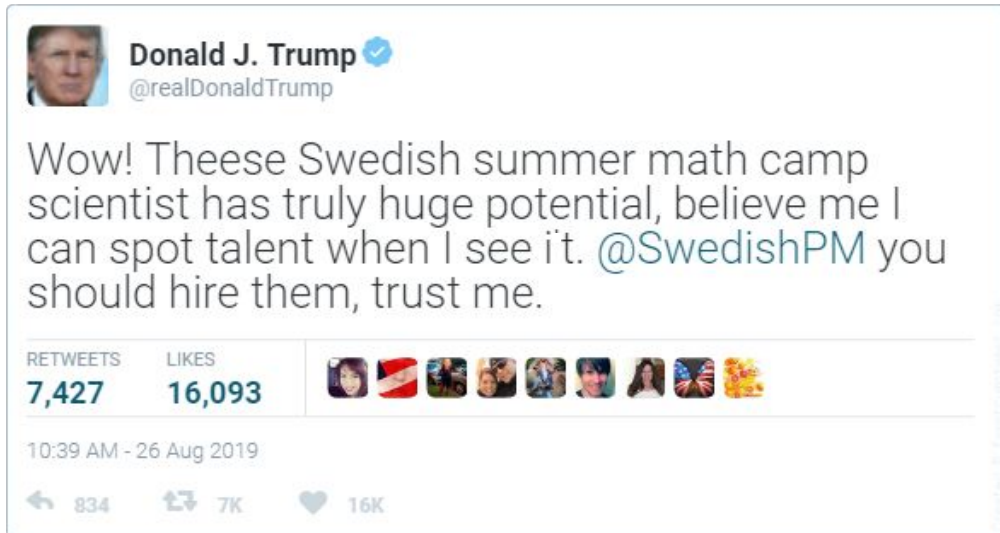 Donald J. Trump
@realDonaldTrump
Wow! Theese Swedish summer math camp
scientist has truly huge potential, believe me I
can spot talent when I see it. @SwedishPM you
should hire them, trust me.
RETWEETS LIKES
7,427 16,093
10:39 AM - 26 Aug 2019
834 7K 16K